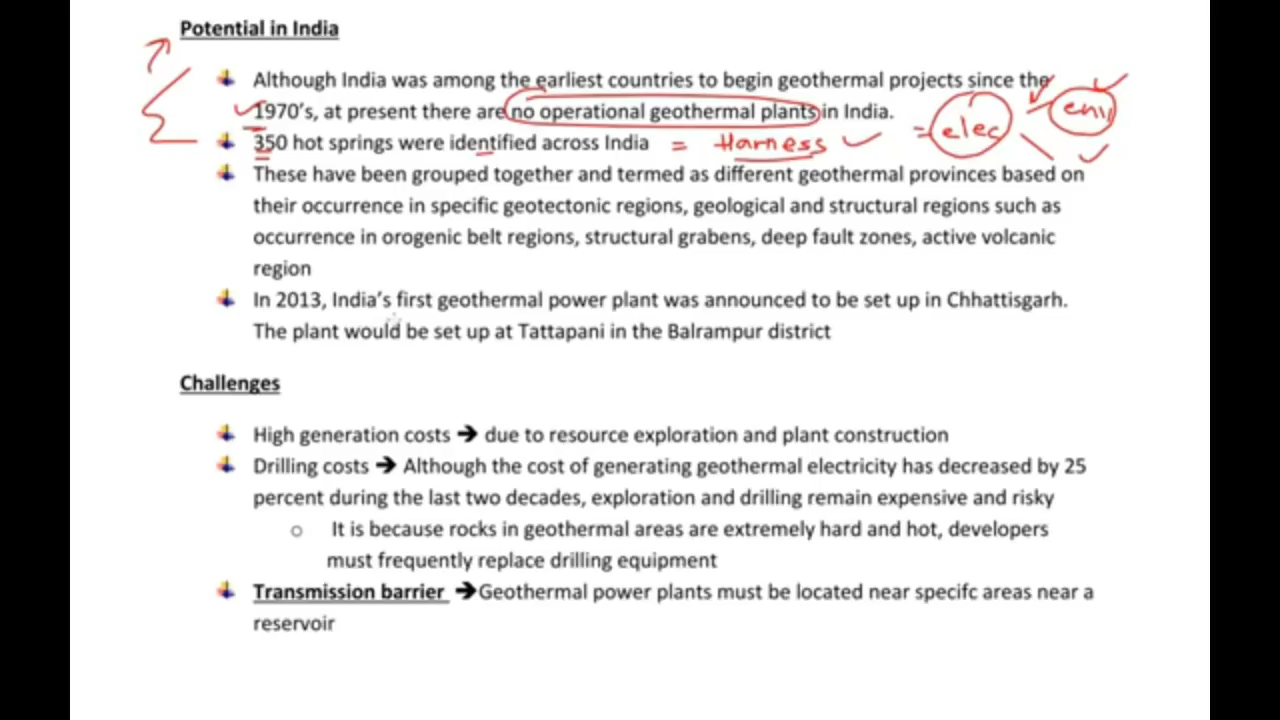 Potential in India
Although India was among the earliest countries to begin geothermal projects since the
1970's, at present there are no operational geothermal plants in India.
350 hot springs were identified across India = Harness = elec env
These have been grouped together and termed as different geothermal provinces based on
their occurrence in specific geotectonic regions, geological and structural regions such as
occurrence in orogenic belt regions, structural grabens, deep fault zones, active volcanic
region
In 2013, India's first geothermal power plant was announced to be set up in Chhattisgarh.
The plant would be set up at Tattapani in the Balrampur district
Challenges
High generation costs ➔ due to resource exploration and plant construction
Drilling costs ➔ Although the cost of generating geothermal electricity has decreased by 25
percent during the last two decades, exploration and drilling remain expensive and risky
o It is because rocks in geothermal areas are extremely hard and hot, developers
must frequently replace drilling equipment
Transmission barrier ➔Geothermal power plants must be located near specifc areas near a
reservoir